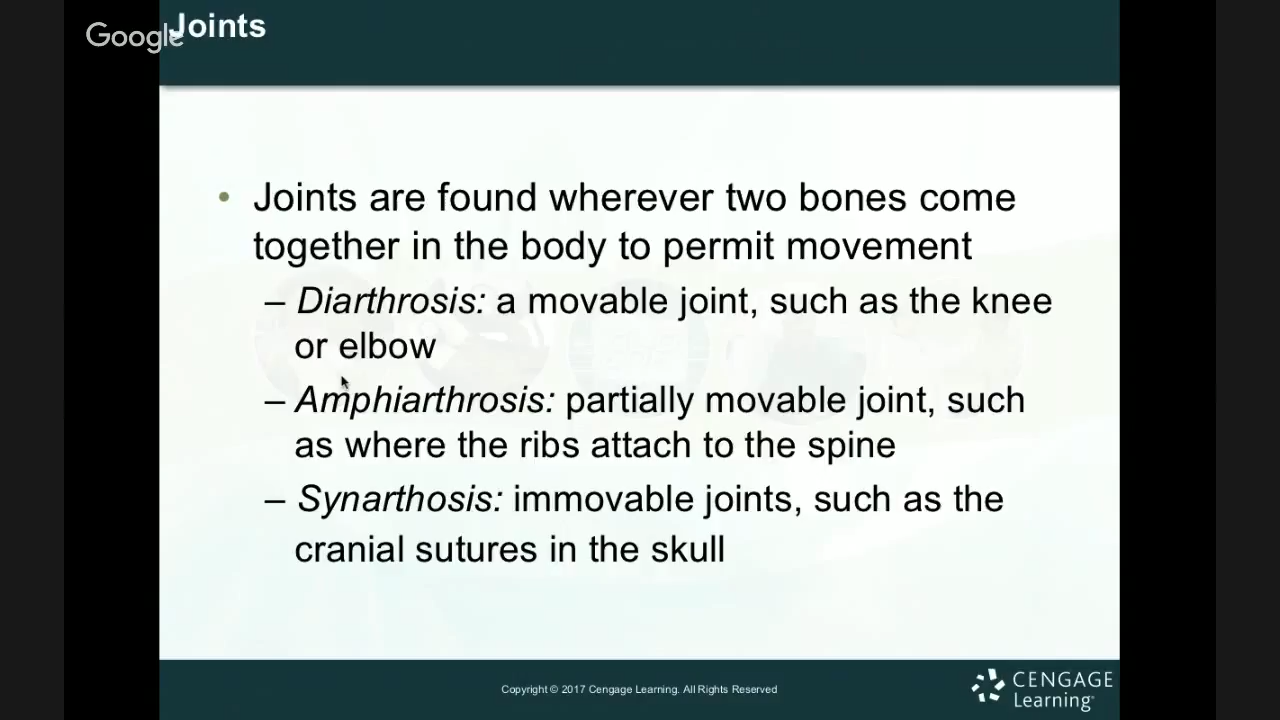 Google
Joints
• Joints are found wherever two bones come
together in the body to permit movement
– Diarthrosis: a movable joint, such as the knee
or elbow
– Amphiarthrosis: partially movable joint, such
as where the ribs attach to the spine
– Synarthosis: immovable joints, such as the
cranial sutures in the skull
Copyright © 2017 Cengage Learning. All Rights Reserved
CENGAGE
Learning